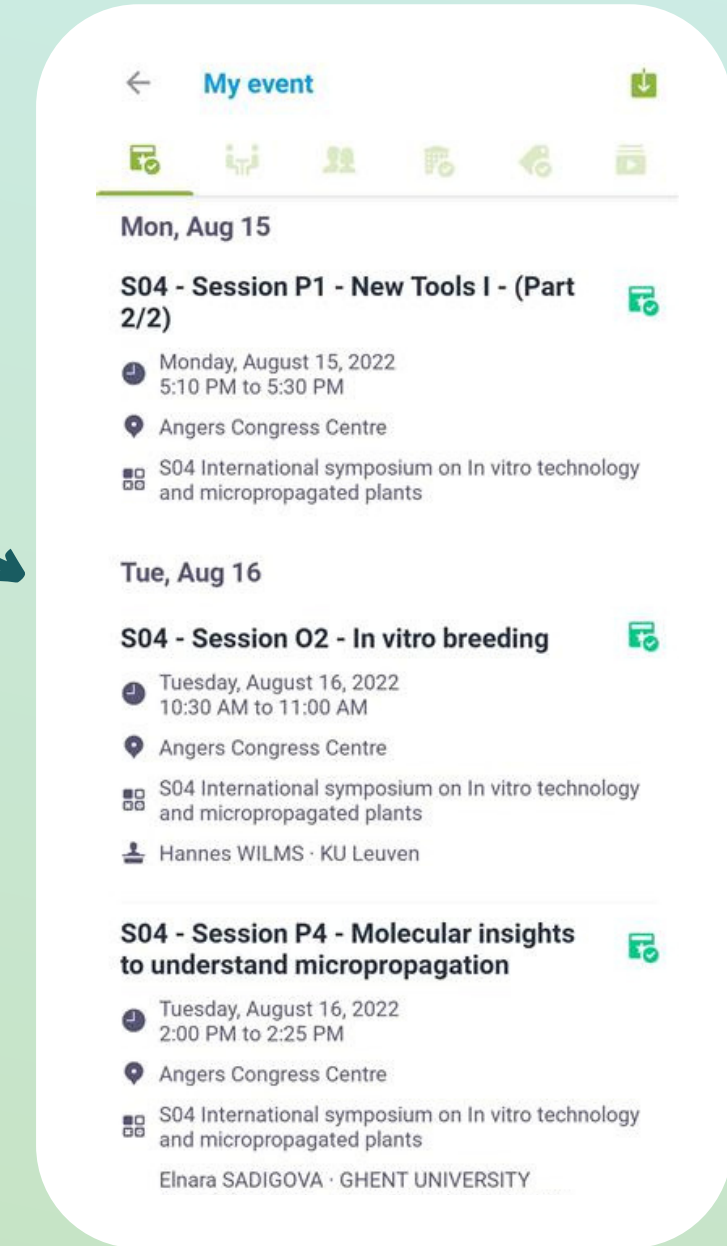 My event
Mon, Aug 15
S04 - Session P1 - New Tools I - (Part
2/2)
Monday, August 15, 2022
5:10 PM to 5:30 PM
Angers Congress Centre
S04 International symposium on In vitro technology
and micropropagated plants
Tue, Aug 16
S04 - Session O2 - In vitro breeding
Tuesday, August 16, 2022
10:30 AM to 11:00 AM
Angers Congress Centre
S04 International symposium on In vitro technology
and micropropagated plants
Hannes WILMS · KU Leuven
S04 - Session P4 - Molecular insights
to understand micropropagation
Tuesday, August 16, 2022
2:00 PM to 2:25 PM
Angers Congress Centre
S04 International symposium on In vitro technology
and micropropagated plants
Elnara SADIGOVA · GHENT UNIVERSITY